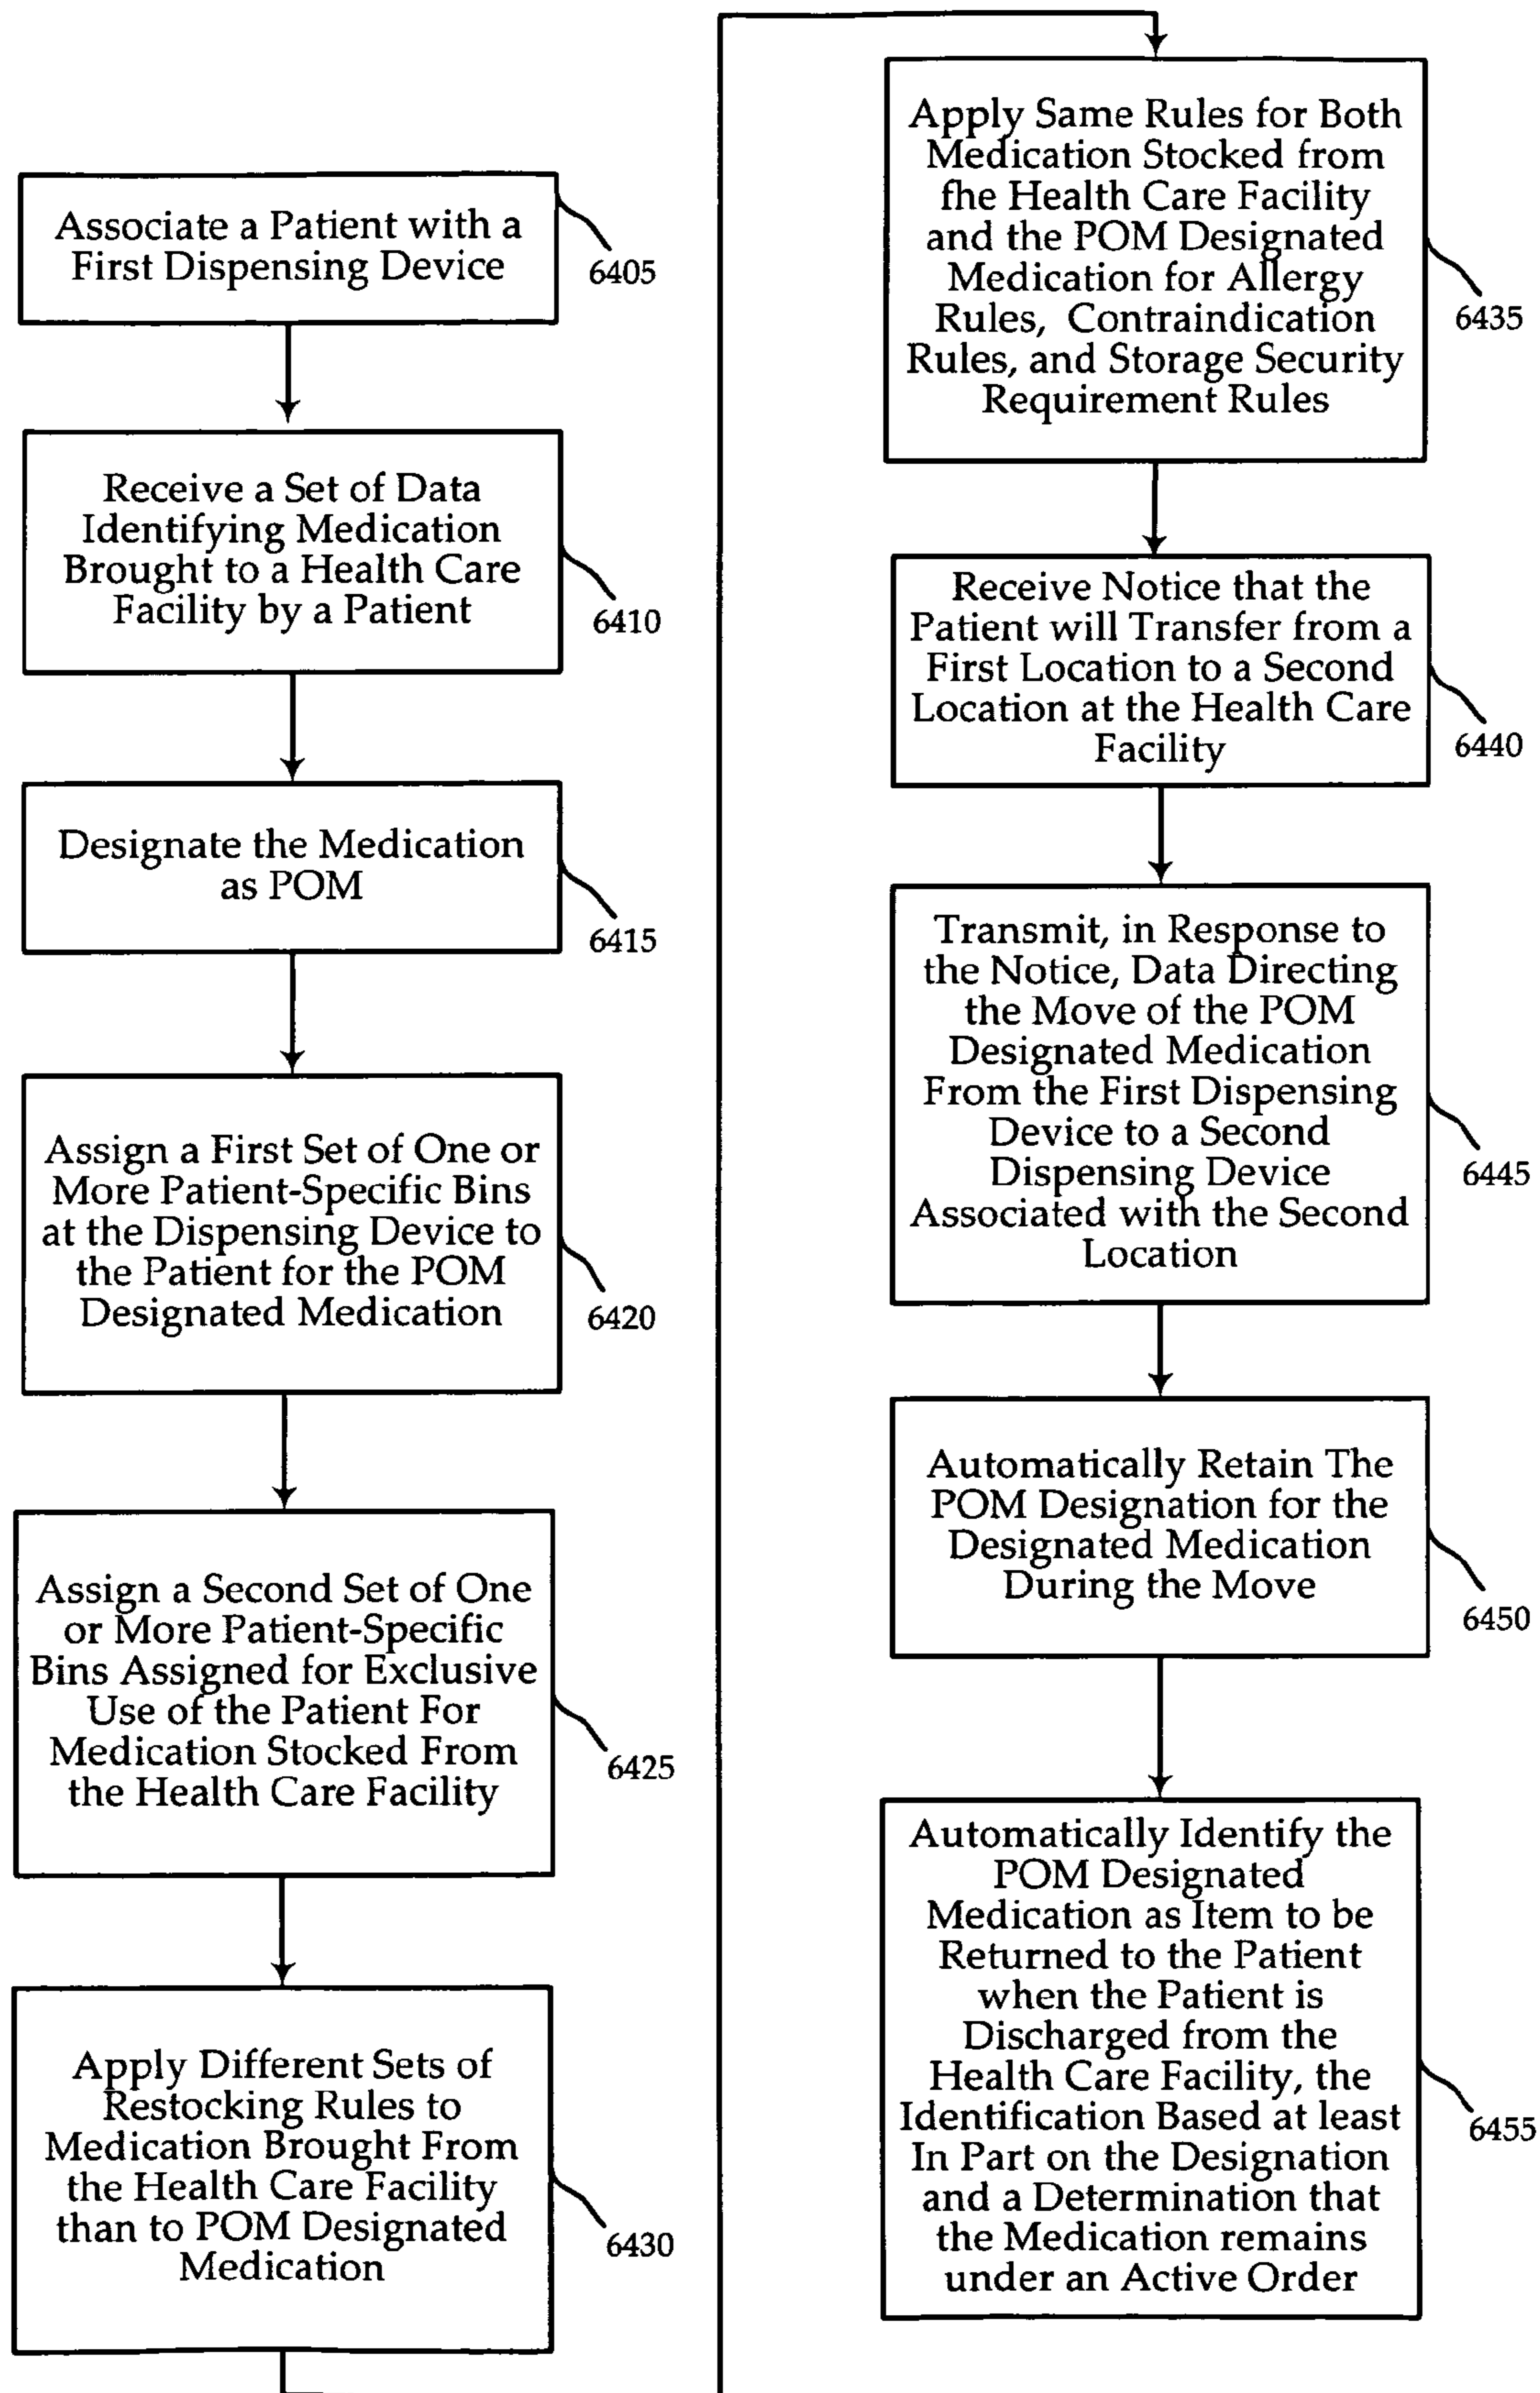 Associate a Patient with a
First Dispensing Device
6405
Receive a Set of Data
Identifying Medication
Brought to a Health Care
Facility by a Patient
6410
Designate the Medication
as POM
6415
Assign a First Set of One or
More Patient-Specific Bins
at the Dispensing Device to
the Patient for the POM
Designated Medication
6420
Assign a Second Set of One
or More Patient-Specific
Bins Assigned for Exclusive
Use of the Patient For
Medication Stocked From
the Health Care Facility
6425
Apply Different Sets of
Restocking Rules to
Medication Brought From
the Health Care Facility
than to POM Designated
Medication
6430
Apply Same Rules for Both
Medication Stocked from
fhe Health Care Facility
and the POM Designated
Medication for Allergy
Rules, Contraindication
Rules, and Storage Security
Requirement Rules
6435
Receive Notice that the
Patient will Transfer from a
First Location to a Second
Location at the Health Care
Facility
6440
Transmit, in Response to
the Notice, Data Directing
the Move of the POM
Designated Medication
From the First Dispensing
Device to a Second
Dispensing Device
Associated with the Second
Location
6445
Automatically Retain The
POM Designation for the
Designated Medication
During the Move
6450
Automatically Identify the
POM Designated
Medication as Item to be
Returned to the Patient
when the Patient is
Discharged from the
Health Care Facility, the
Identification Based at least
In Part on the Designation
and a Determination that
the Medication remains
under an Active Order
6455